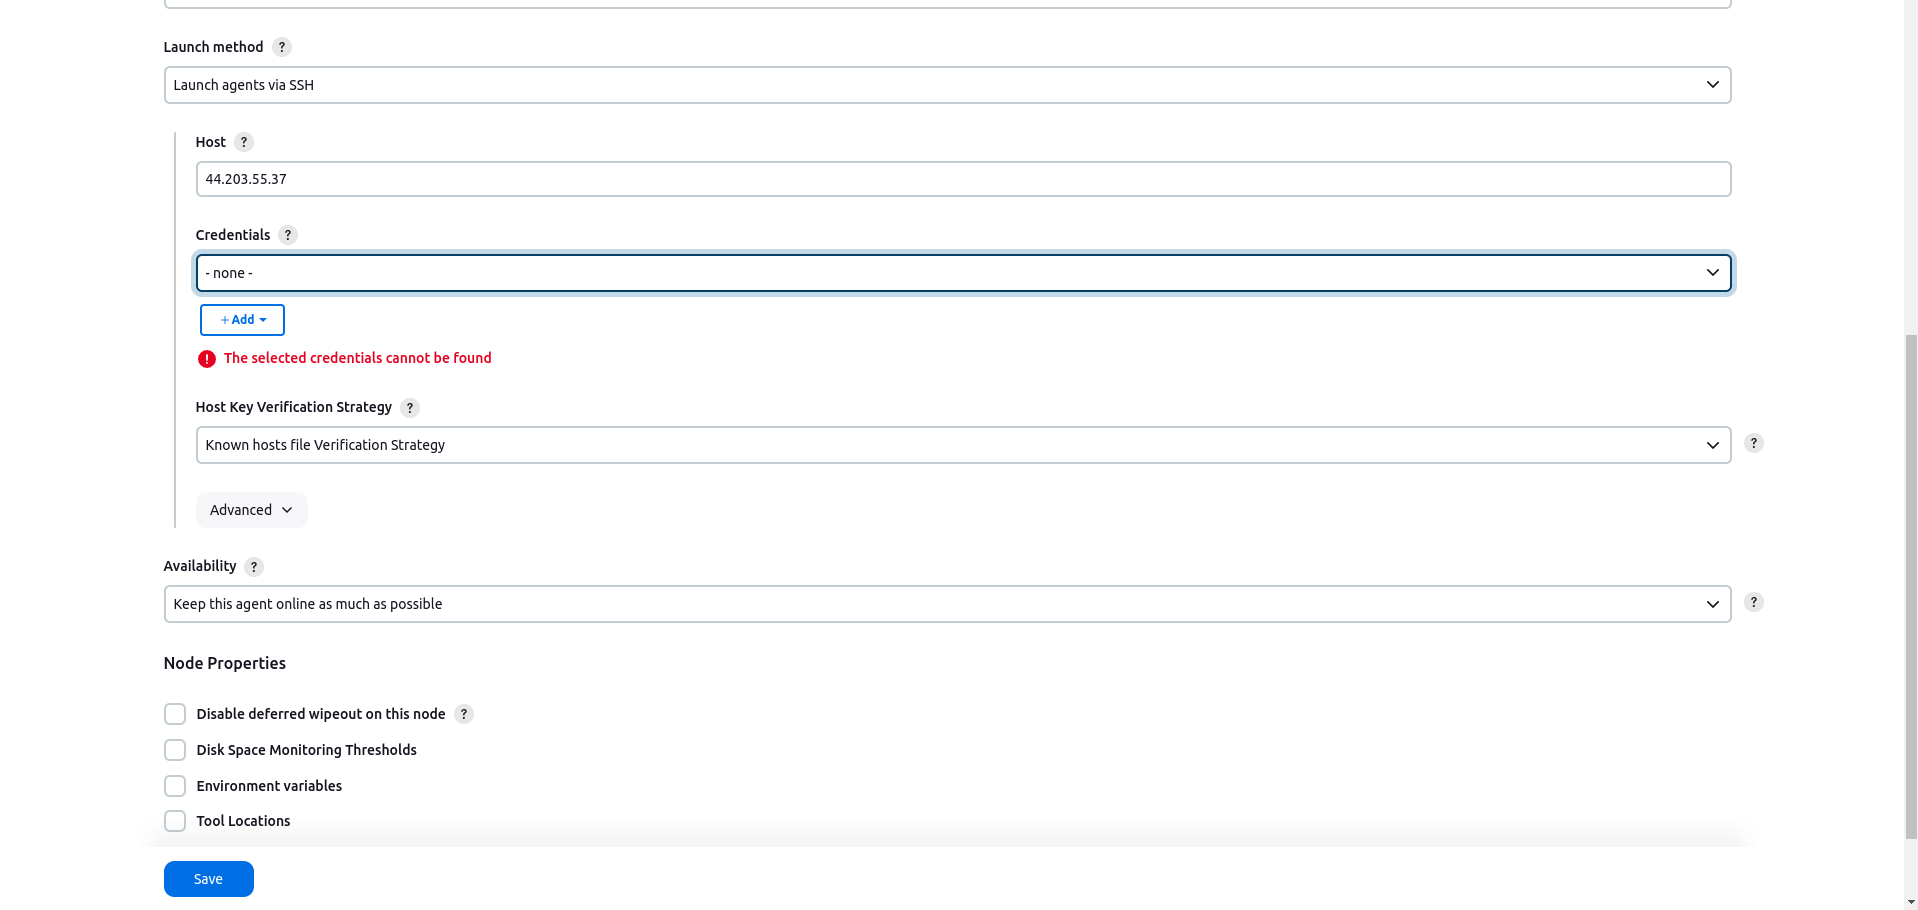 Launch method ?
Launch agents via SSH
Host ?
44.203.55.37
Credentials ?
- none -
+ Add
! The selected credentials cannot be found
Host Key Verification Strategy ?
Known hosts file Verification Strategy ?
Advanced
Availability ?
Keep this agent online as much as possible ?
Node Properties
Disable deferred wipeout on this node ?
Disk Space Monitoring Thresholds
Environment variables
Tool Locations
Save